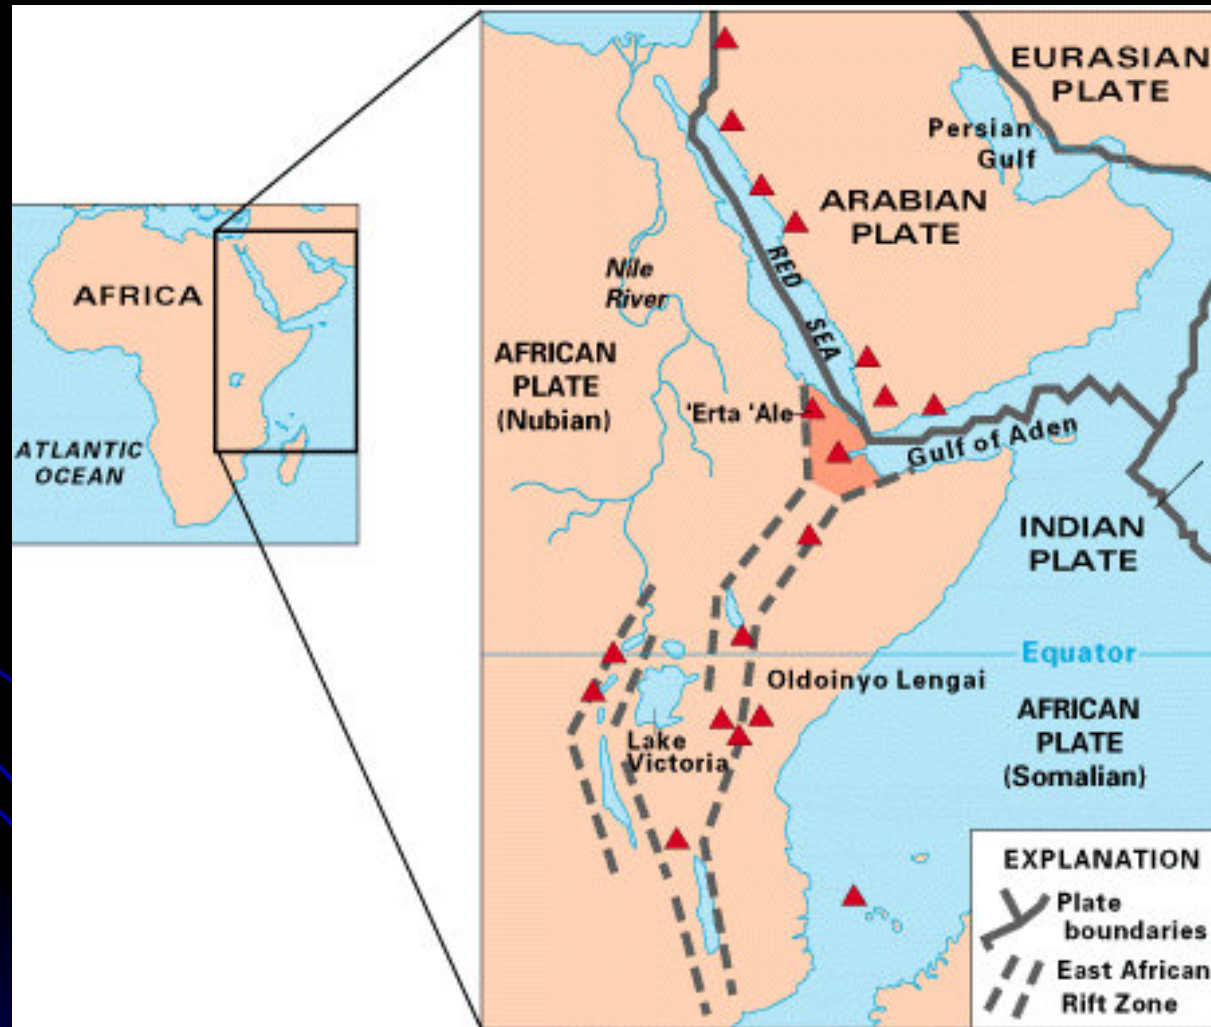 AFRICA
ATLANTIC
OCEAN
EURASIAN
PLATE
Persian
Gulf
ARABIAN
PLATE
RED
SEA
Nile
River
AFRICAN
PLATE
(Nubian)
'Erta 'Ale
Gulf of Aden
INDIAN
PLATE
Equator
Oldoinyo Lengai
Lake
Victoria
AFRICAN
PLATE
(Somalian)
EXPLANATION
Plate
boundaries
East African
Rift Zone